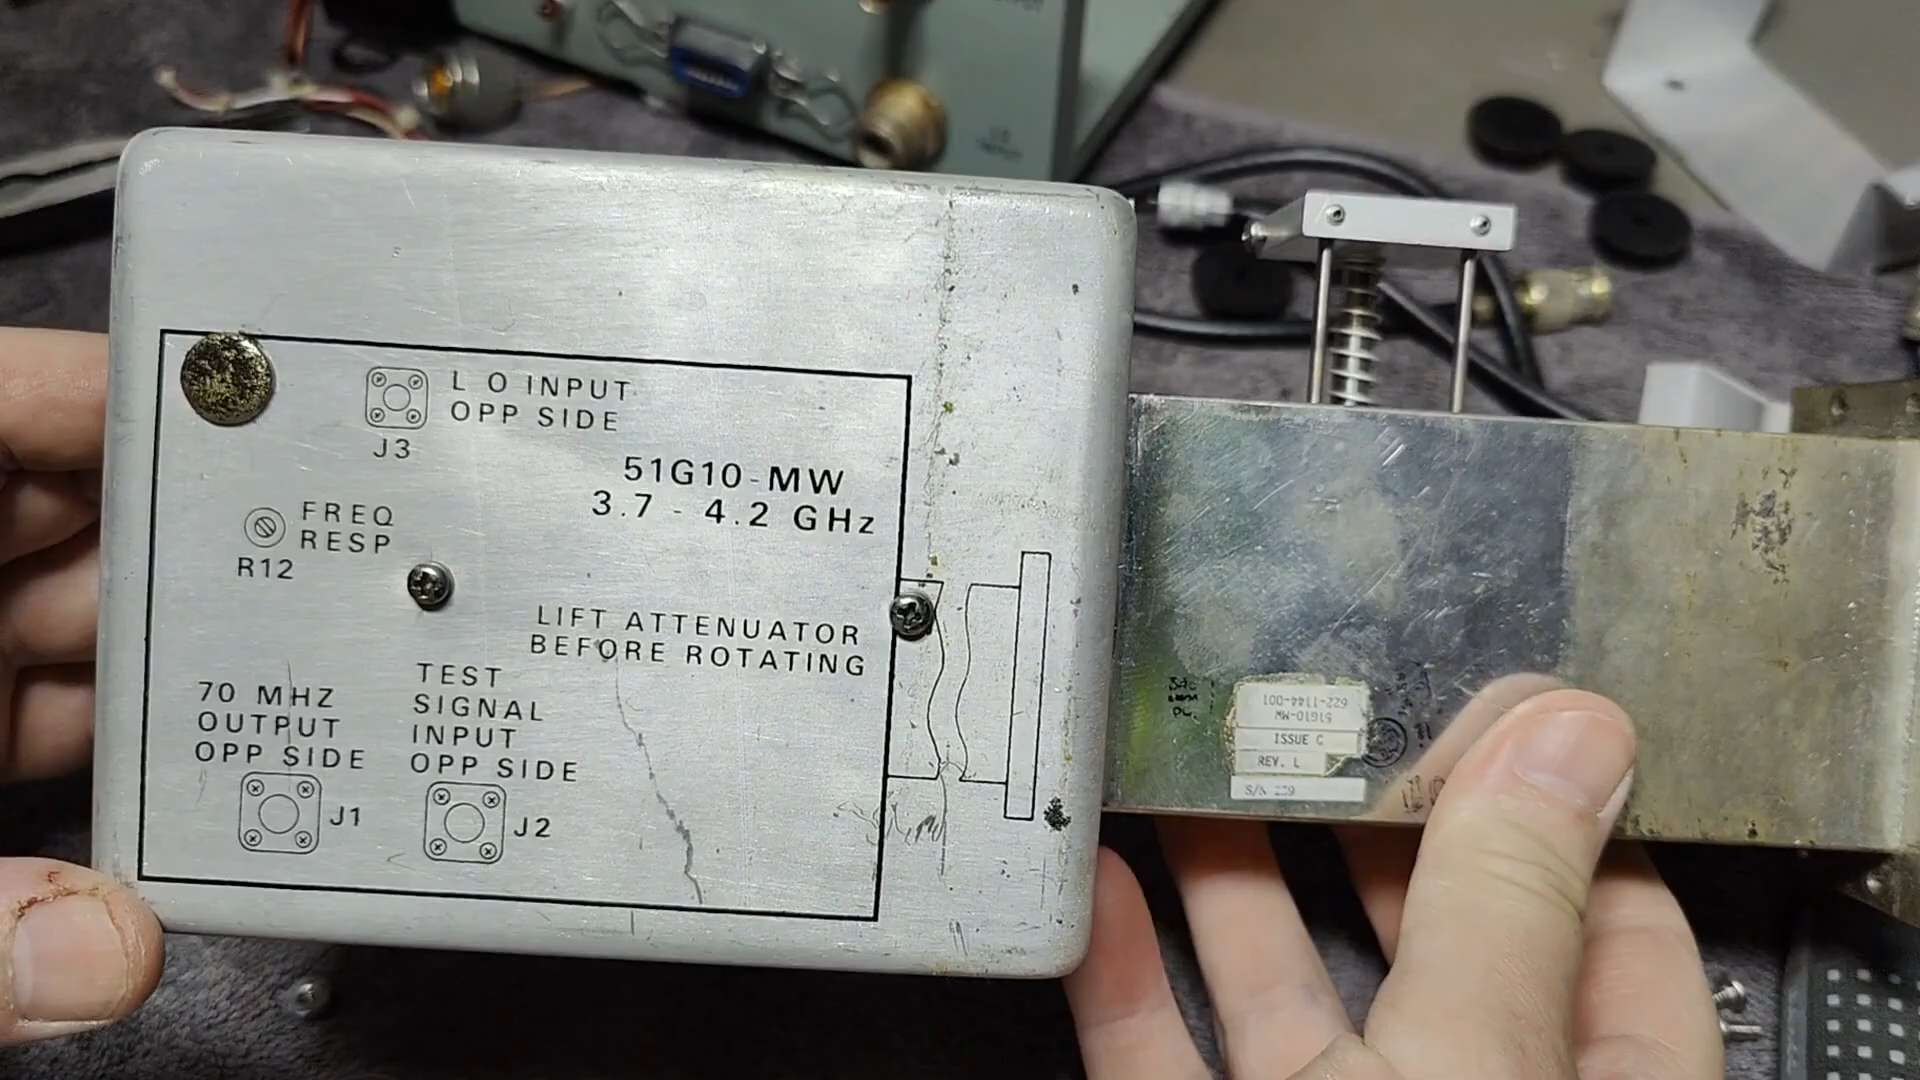 L O INPUT
OPP SIDE
J3
51G10-MW
3.7 - 4.2 GHz
FREQ
RESP
R12
LIFT ATTENUATOR
BEFORE ROTATING
70 MHZ
OUTPUT
OPP SIDE
J1
TEST
SIGNAL
INPUT
OPP SIDE
J2
622-1144-001
51G10-MW
ISSUE C
REV. L
S/N 239